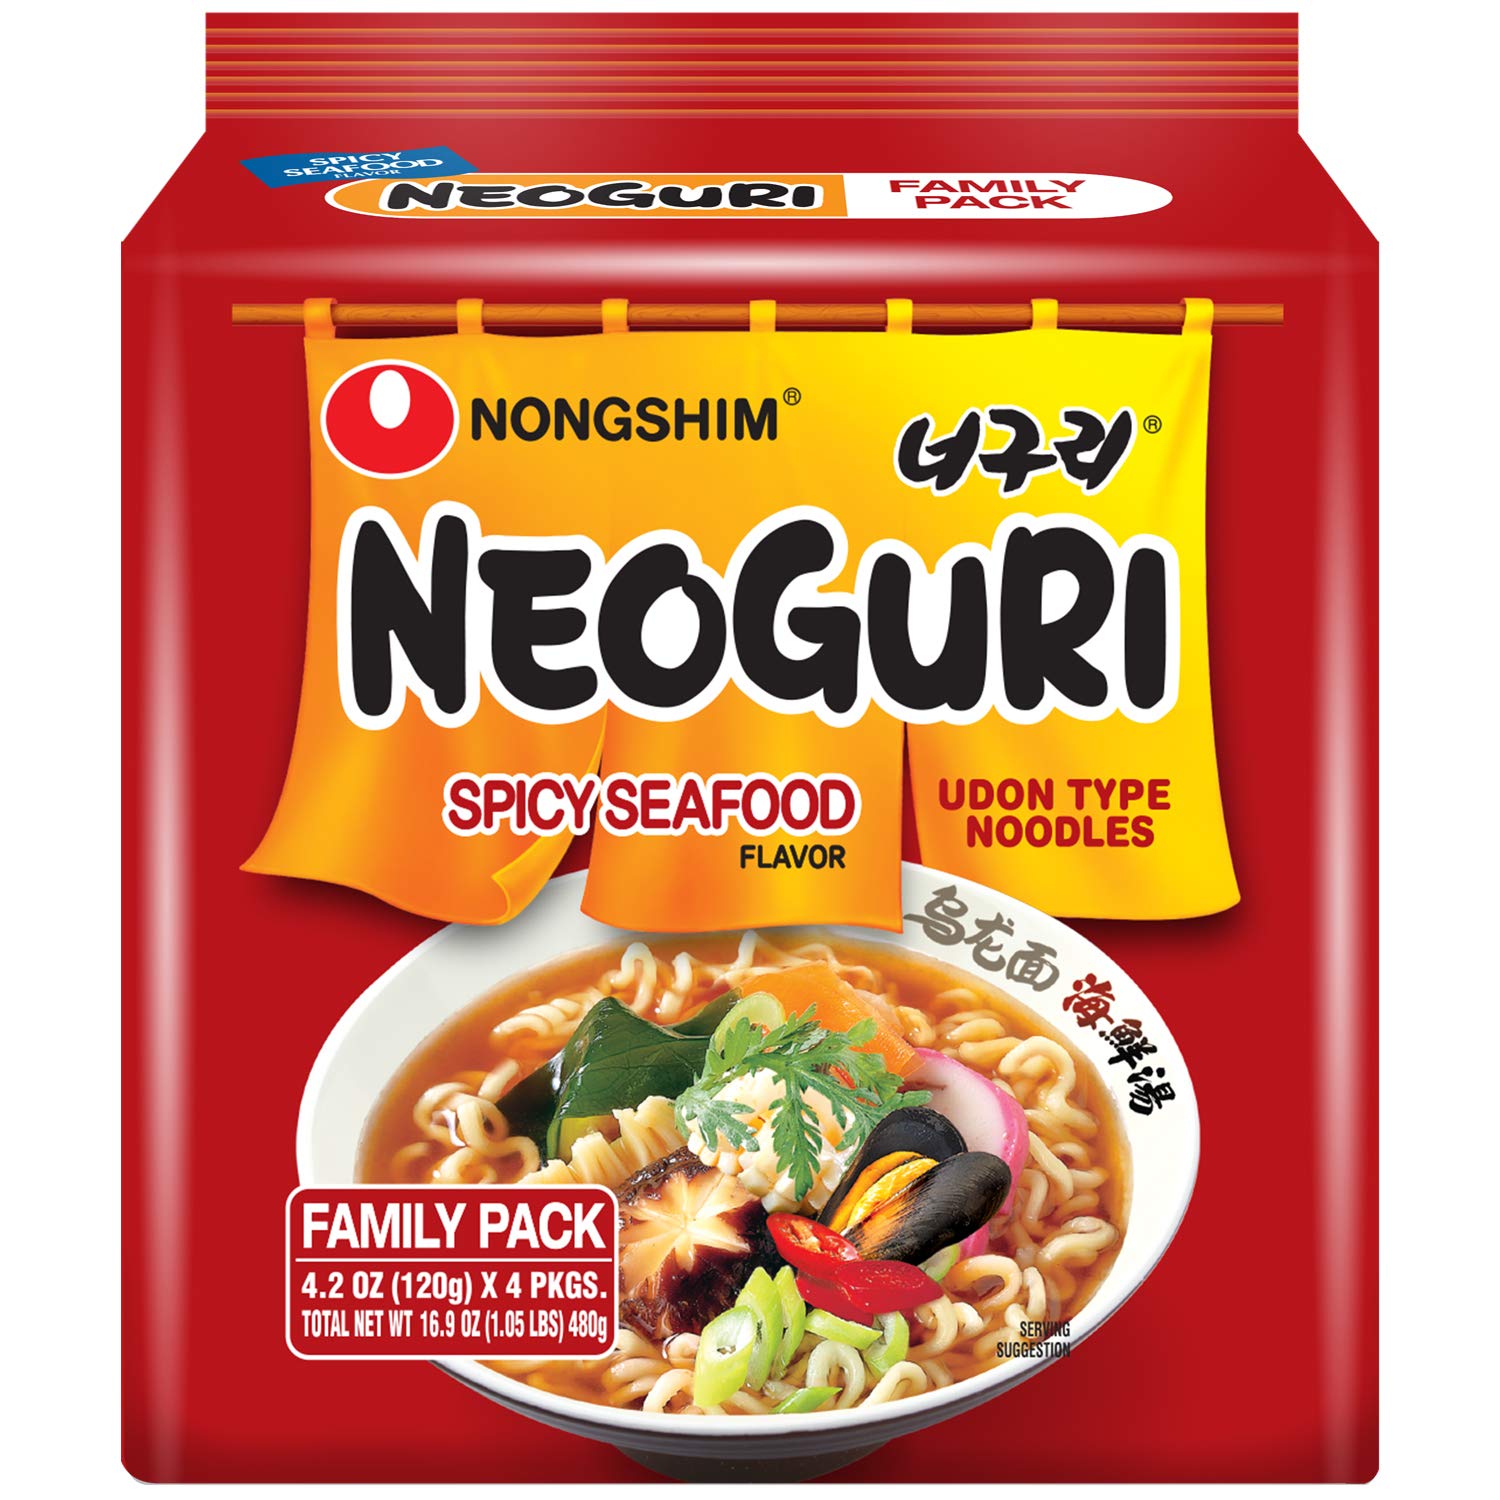 SPICY
SEAFOOD
FLAVOR
NEOGURI
FAMILY
PACK
NONGSHIM®
너구리®
NEOGURI
SPICY SEAFOOD
FLAVOR
UDON TYPE
NOODLES
乌龙面 海鮮湯
FAMILY PACK
4.2 OZ (120g) X 4 PKGS.
TOTAL NET WT 16.9 OZ (1.05 LBS) 480g
SERVING
SUGGESTION